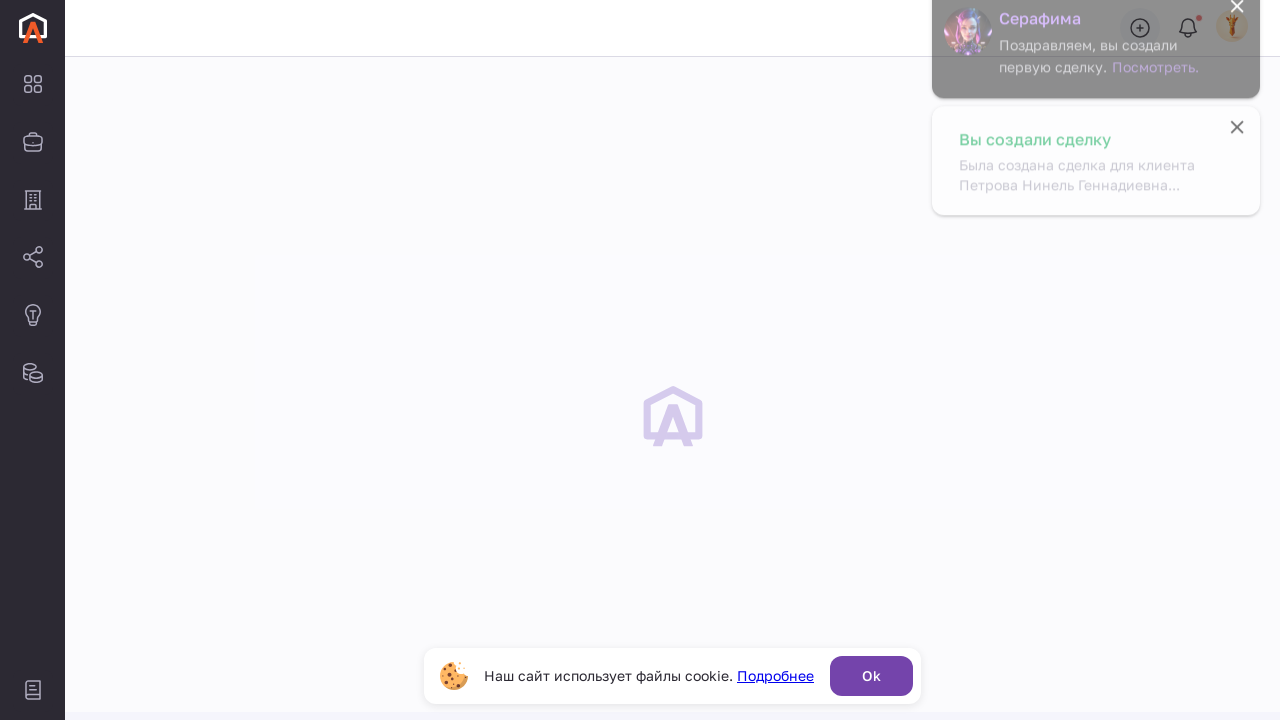 Серафима
Поздравляем, вы создали
первую сделку. Посмотреть.
Вы создали сделку
Была создана сделка для клиента
Петрова Нинель Геннадиевна...
Наш сайт использует файлы cookie. Подробнее
Ok